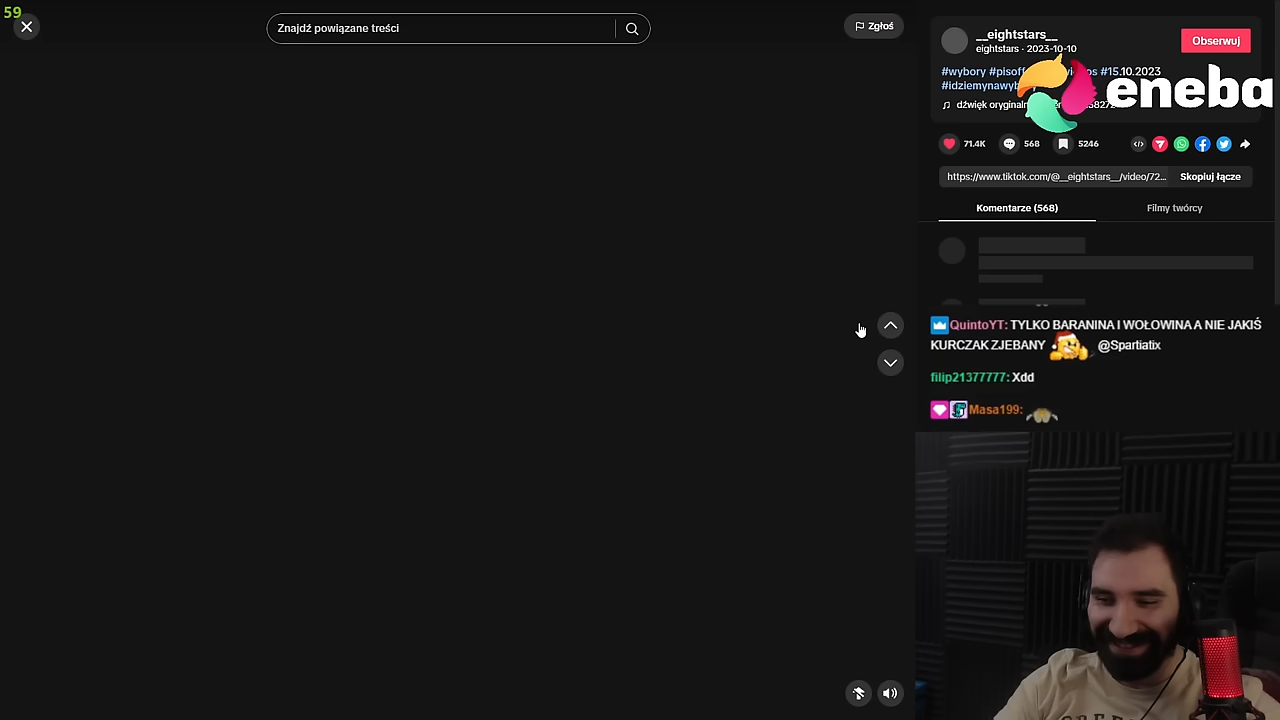 59
Znajdź powiązane treści
Zgłoś
__eightstars__
eightstars · 2023-10-10
Obserwuj
#wybory #pisoff #15.10.2023
eneba
dźwięk
71.4K
568
5246
https://www.tiktok.com/@__eightstars__/video/72...
Skopiuj łącze
Komentarze (568)
Filmy twórcy
QuintoYT: TYLKO BARANINA I WOŁOWINA A NIE JAKIŚ
KURCZAK ZJEBANY @Spartiatix
filip21377777: Xdd
Masa199: